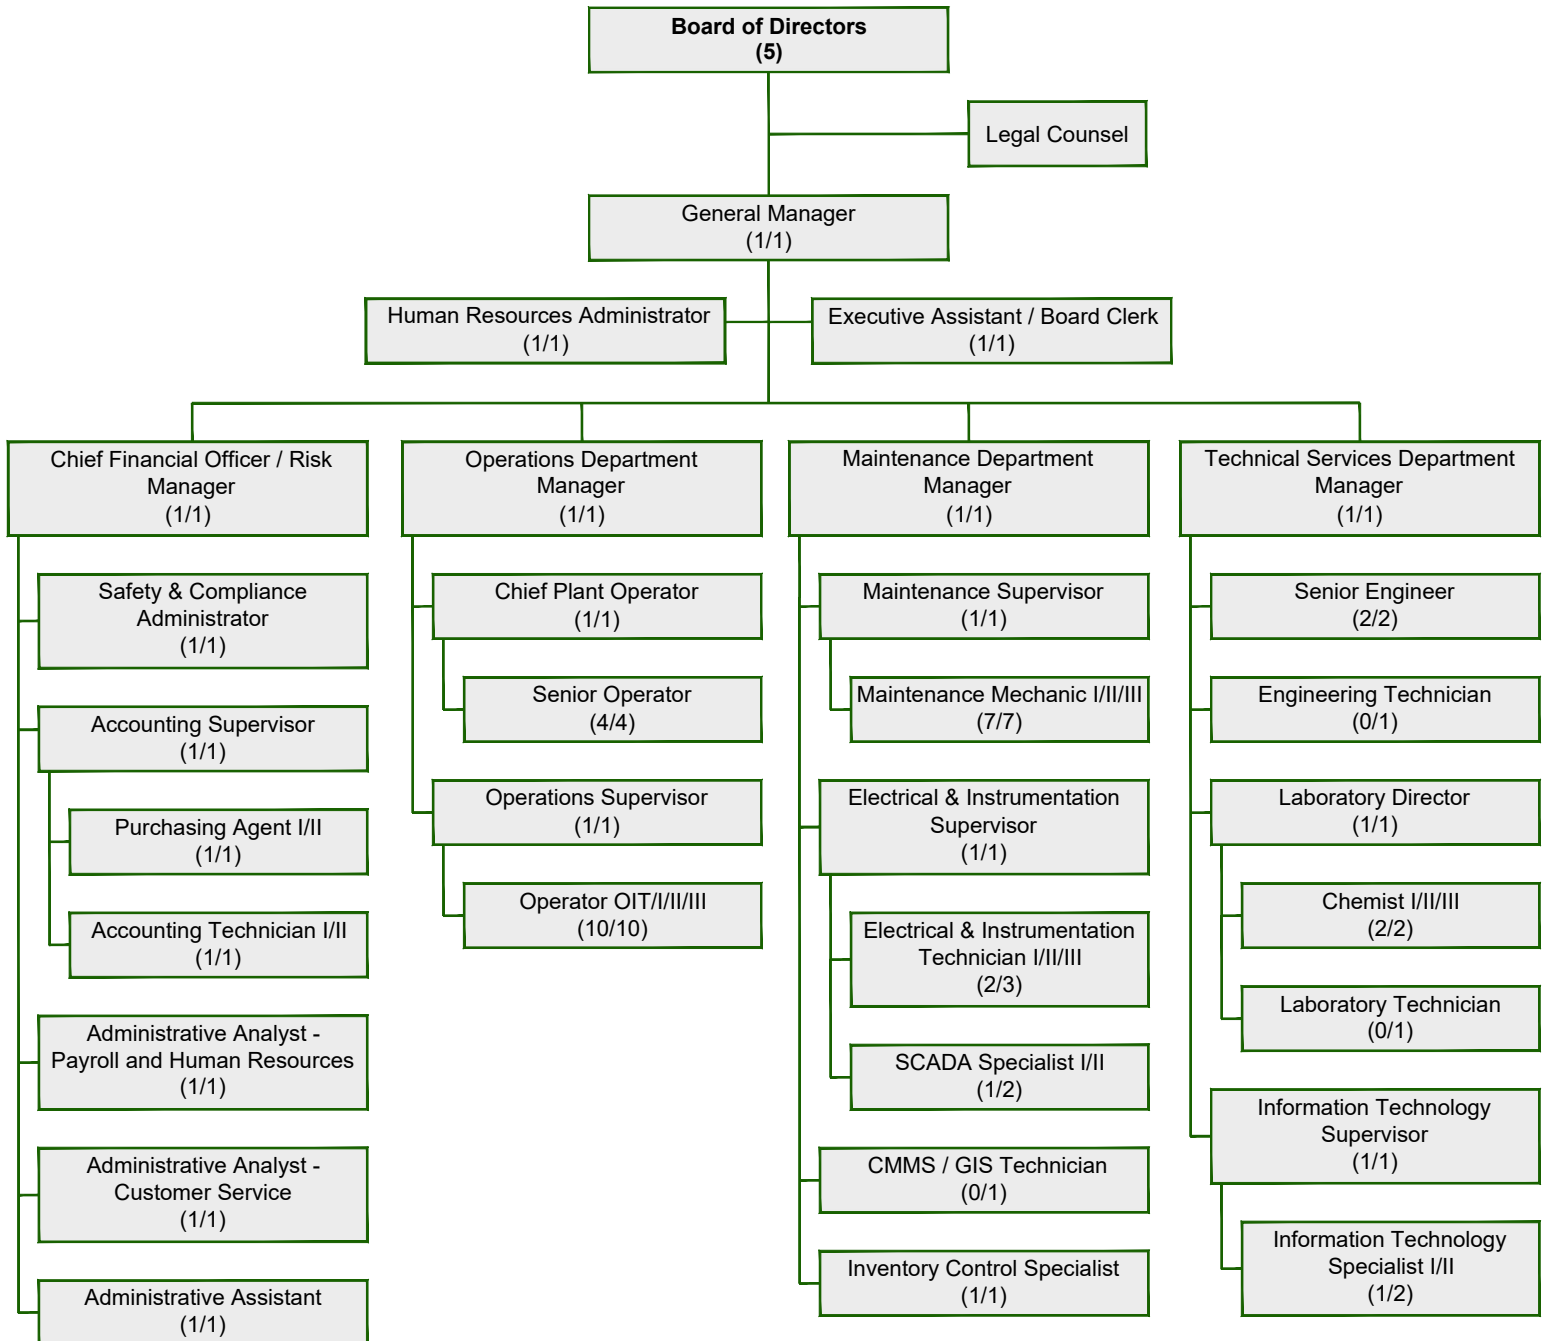 Board of Directors
(5)
Legal Counsel
General Manager
(1/1)
Human Resources Administrator
(1/1)
Executive Assistant / Board Clerk
(1/1)
Chief Financial Officer / Risk
Manager
(1/1)
Safety & Compliance
Administrator
(1/1)
Accounting Supervisor
(1/1)
Purchasing Agent I/II
(1/1)
Accounting Technician I/II
(1/1)
Administrative Analyst -
Payroll and Human Resources
(1/1)
Administrative Analyst -
Customer Service
(1/1)
Administrative Assistant
(1/1)
Operations Department
Manager
(1/1)
Chief Plant Operator
(1/1)
Senior Operator
(4/4)
Operations Supervisor
(1/1)
Operator OIT/I/II/III
(10/10)
Maintenance Department
Manager
(1/1)
Maintenance Supervisor
(1/1)
Maintenance Mechanic I/II/III
(7/7)
Electrical & Instrumentation
Supervisor
(1/1)
Electrical & Instrumentation
Technician I/II/III
(2/3)
SCADA Specialist I/II
(1/2)
CMMS / GIS Technician
(0/1)
Inventory Control Specialist
(1/1)
Technical Services Department
Manager
(1/1)
Senior Engineer
(2/2)
Engineering Technician
(0/1)
Laboratory Director
(1/1)
Chemist I/II/III
(2/2)
Laboratory Technician
(0/1)
Information Technology
Supervisor
(1/1)
Information Technology
Specialist I/II
(1/2)